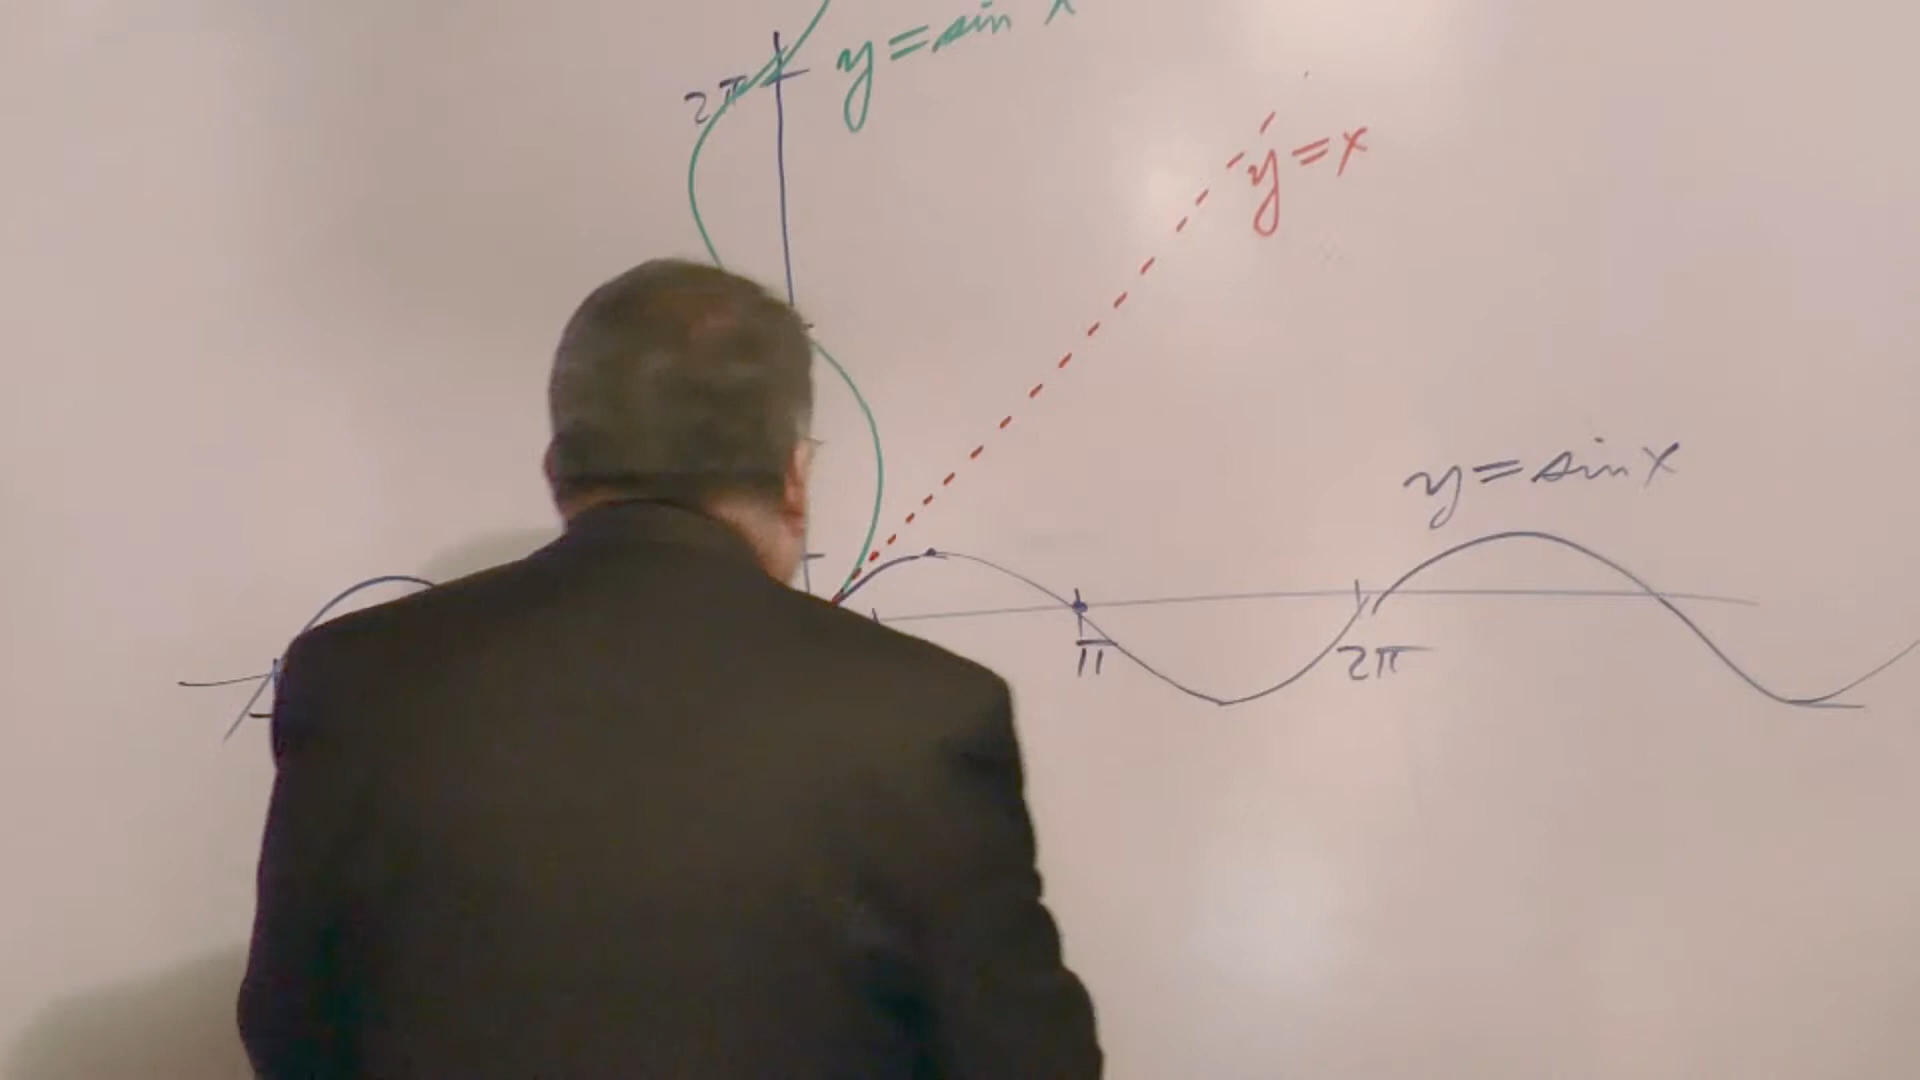 y = sin x
2π
y = x
y = sin x
π
2π